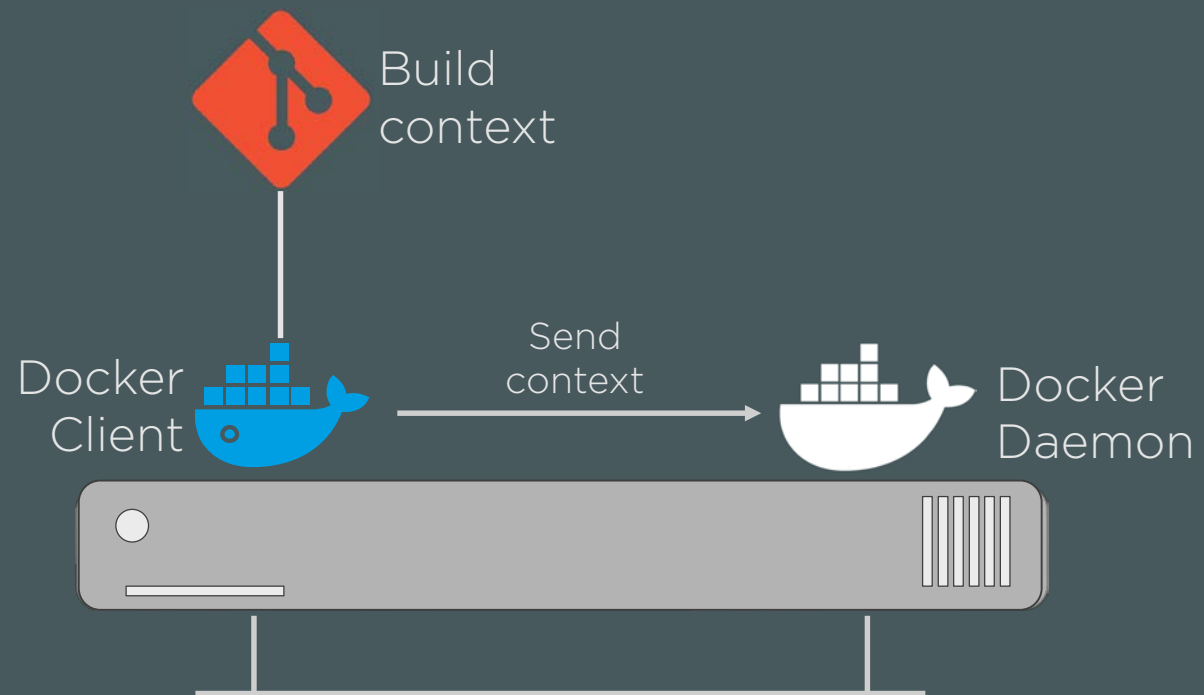 Build
context
Send
context
Docker
Client
Docker
Daemon